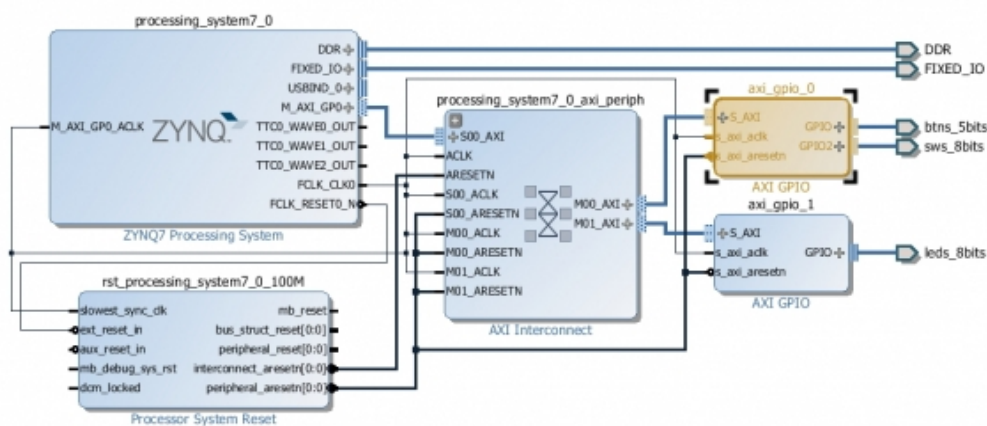 processing_system7_0
DDR
FIXED_IO
USBIND_0
M_AXI_GP0
M_AXI_GP0_ACLK
ZYNQ
TTC0_WAVE0_OUT
TTC0_WAVE1_OUT
TTC0_WAVE2_OUT
FCLK_CLK0
FCLK_RESET0_N
ZYNQ7 Processing System
rst_processing_system7_0_100M
slowest_sync_clk
ext_reset_in
aux_reset_in
mb_debug_sys_rst
dcm_locked
mb_reset
bus_struct_reset[0:0]
peripheral_reset[0:0]
interconnect_aresetn[0:0]
peripheral_aresetn[0:0]
Processor System Reset
processing_system7_0_axi_periph
S00_AXI
ACLK
ARESETN
S00_ACLK
S00_ARESETN
M00_ACLK
M00_ARESETN
M01_ACLK
M01_ARESETN
M00_AXI
M01_AXI
AXI Interconnect
axi_gpio_0
S_AXI
s_axi_aclk
s_axi_aresetn
GPIO
GPIO2
AXI GPIO
axi_gpio_1
S_AXI
s_axi_aclk
s_axi_aresetn
GPIO
AXI GPIO
DDR
FIXED_IO
btns_5bits
sws_8bits
leds_8bits